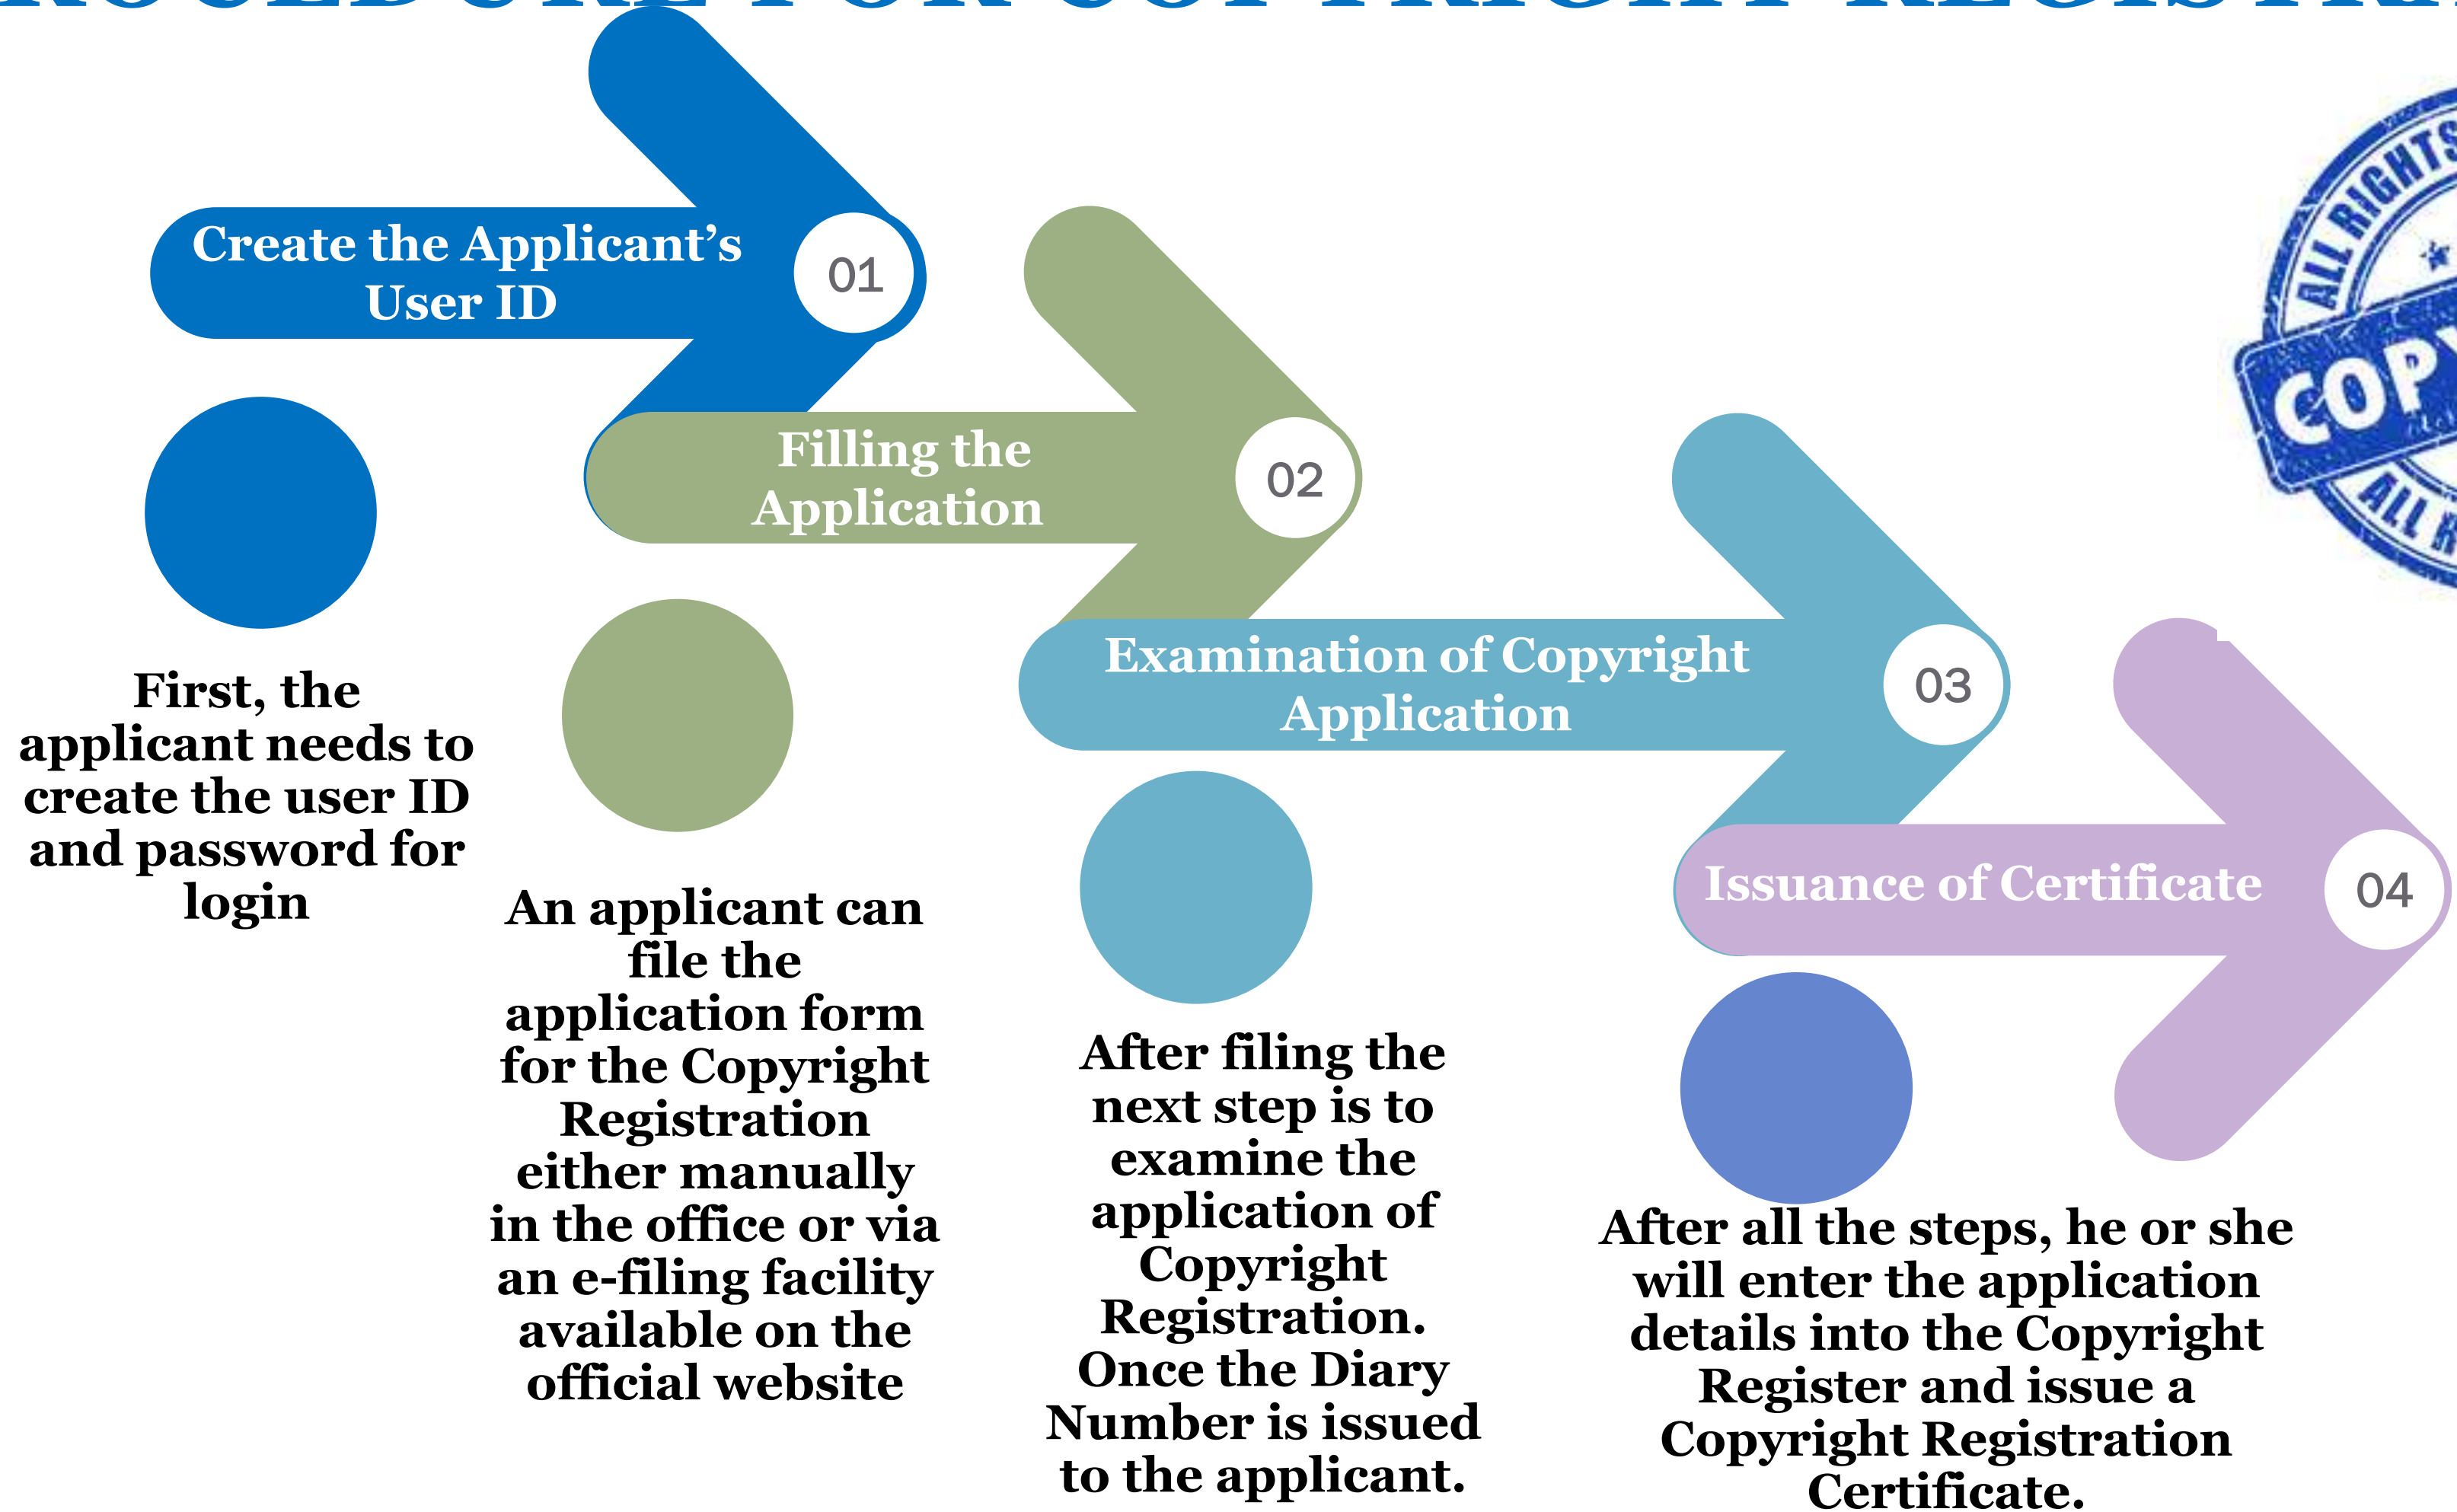 Create the Applicant’s
User ID
01
First, the
applicant needs to
create the user ID
and password for
login
Filling the
Application
02
An applicant can
file the
application form
for the Copyright
Registration
either manually
in the office or via
an e-filing facility
available on the
official website
Examination of Copyright
Application
03
After filing the
next step is to
examine the
application of
Copyright
Registration.
Once the Diary
Number is issued
to the applicant.
Issuance of Certificate
04
After all the steps, he or she
will enter the application
details into the Copyright
Register and issue a
Copyright Registration
Certificate.
ALL RIGHTS
COPY
ALL R